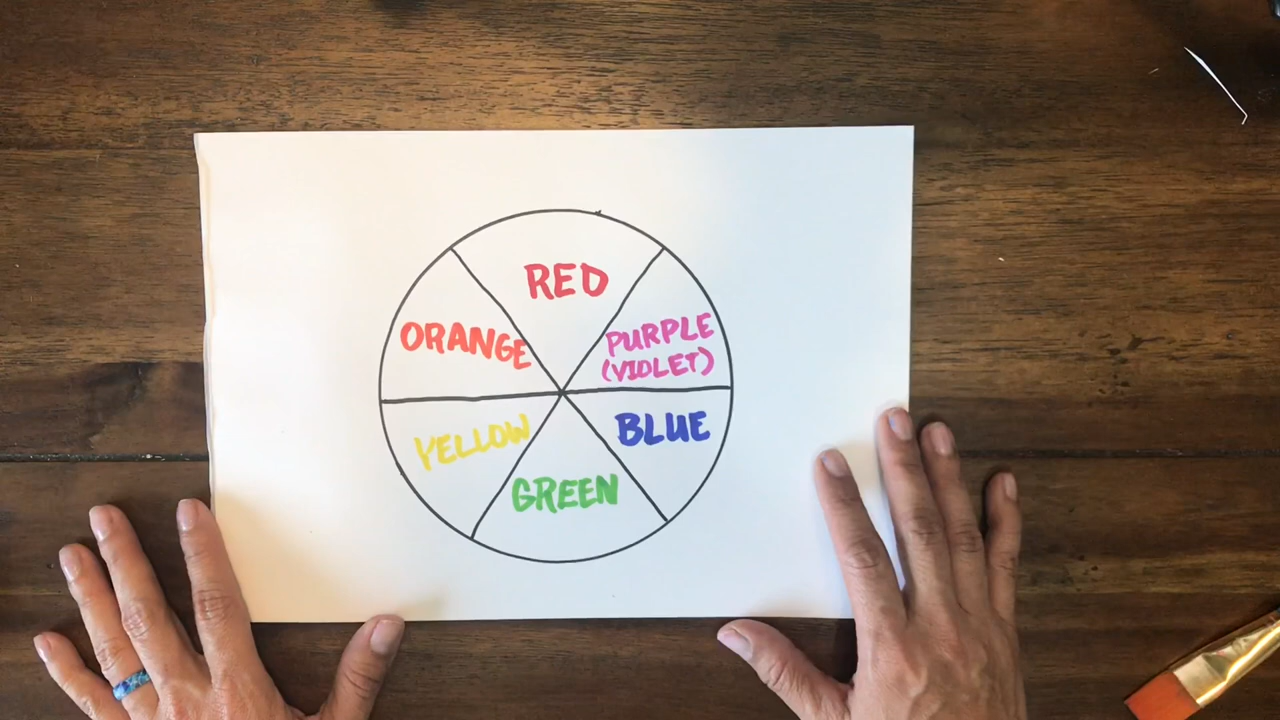 RED
ORANGE
PURPLE
(VIOLET)
YELLOW
BLUE
GREEN